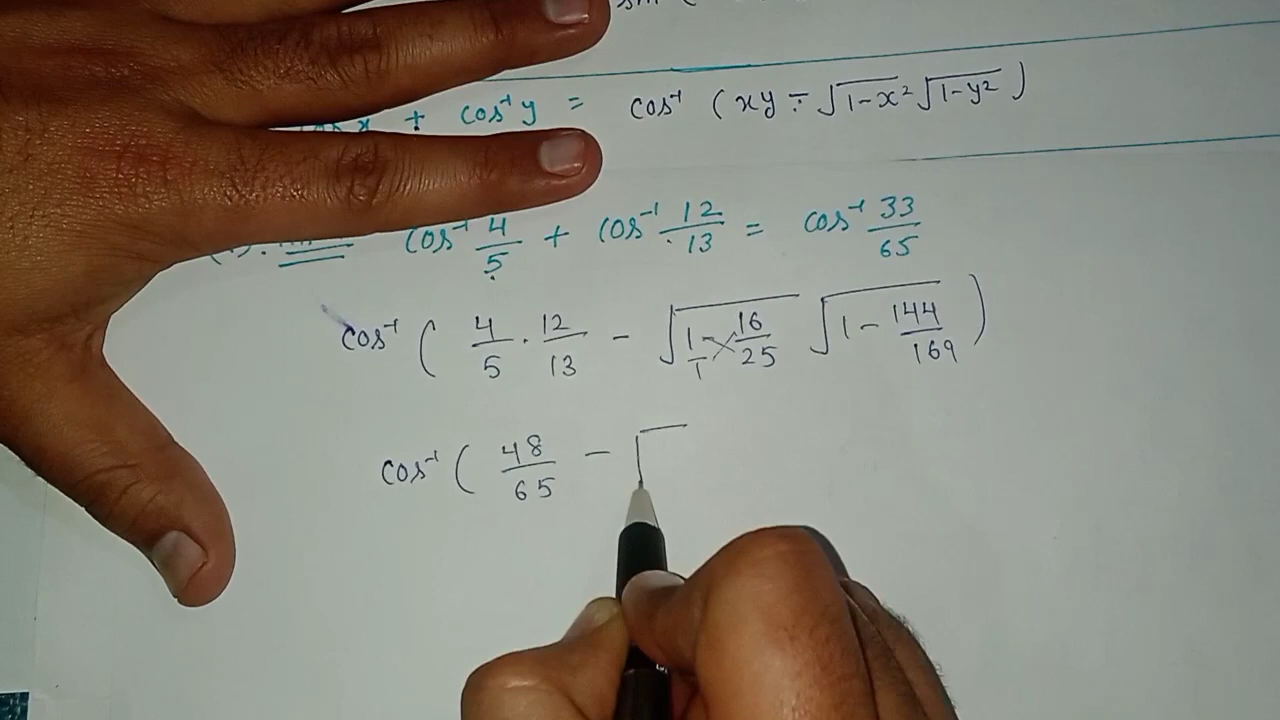 cos⁻¹ x + cos⁻¹ y = cos⁻¹ ( xy ∓ √1-x² √1-y² )
cos⁻¹ 4/5 + cos⁻¹ 12/13 = cos⁻¹ 33/65
cos⁻¹ ( 4/5 . 12/13 - √1/1 - 16/25 √1 - 144/169 )
cos⁻¹ ( 48/65 - √